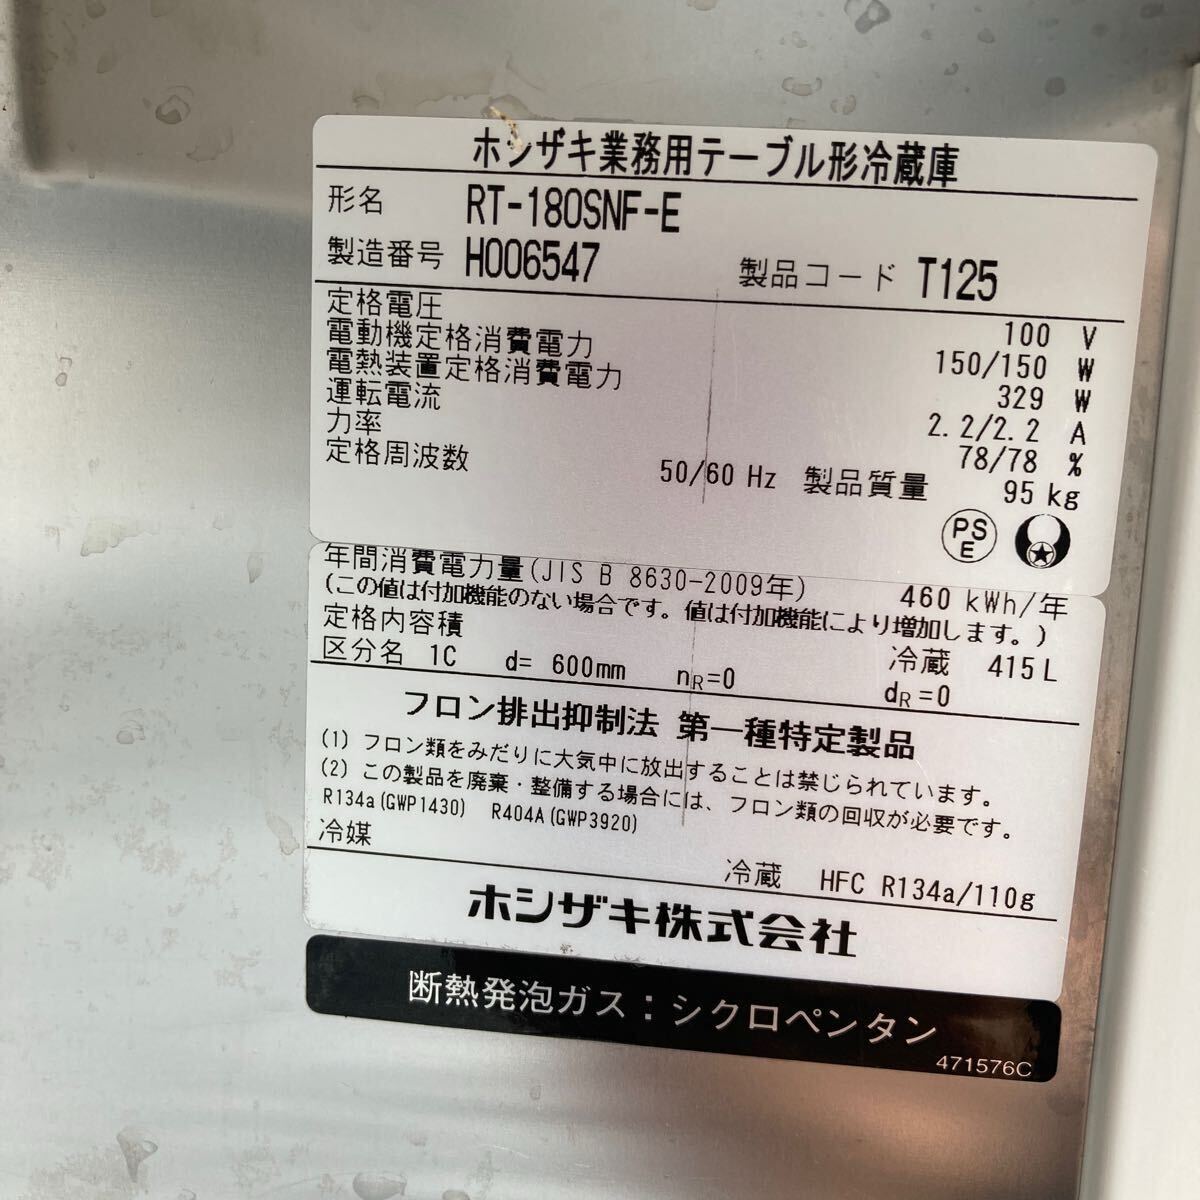 ホシザキ業務用テーブル形冷蔵庫
形名 RT-180SNF-E
製造番号 H006547 製品コード T125
定格電圧 100 V
電動機定格消費電力 150/150 W
電熱装置定格消費電力 329 W
運転電流 2.2/2.2 A
力率 78/78 %
定格周波数 50/60 Hz 製品質量 95 kg
PS
E
年間消費電力量(JIS B 8630-2009年) 460 kWh/年
(この値は付加機能のない場合です。値は付加機能により増加します。)
定格内容積 冷蔵 415 L
区分名 1C d= 600mm nR=0 dR=0
フロン排出抑制法 第一種特定製品
(1) フロン類をみだりに大気中に放出することは禁じられています。
(2) この製品を廃棄・整備する場合には、フロン類の回収が必要です。
R134a(GWP1430) R404A(GWP3920)
冷媒
冷蔵 HFC R134a/110g
ホシザキ株式会社
断熱発泡ガス:シクロペンタン
471576C